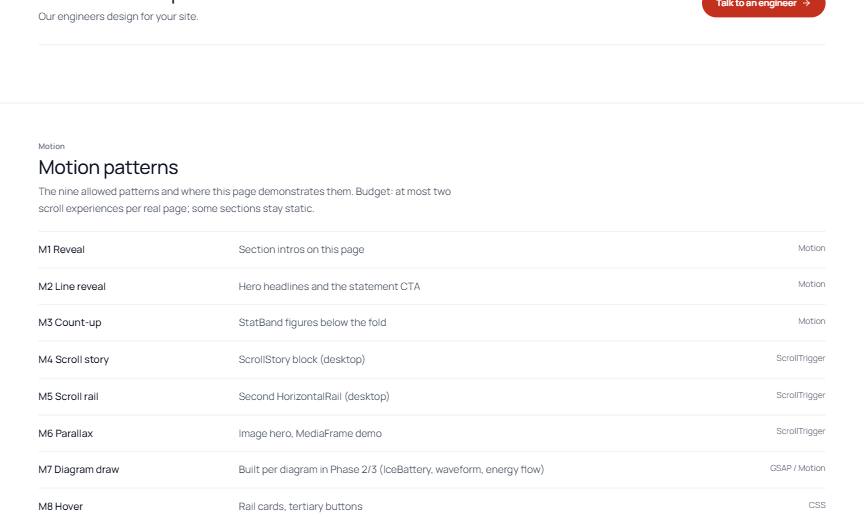 Our engineers design for your site.
Talk to an engineer →
Motion
Motion patterns
The nine allowed patterns and where this page demonstrates them. Budget: at most two
scroll experiences per real page; some sections stay static.
M1 Reveal Section intros on this page Motion
M2 Line reveal Hero headlines and the statement CTA Motion
M3 Count-up StatBand figures below the fold Motion
M4 Scroll story ScrollStory block (desktop) ScrollTrigger
M5 Scroll rail Second HorizontalRail (desktop) ScrollTrigger
M6 Parallax Image hero, MediaFrame demo ScrollTrigger
M7 Diagram draw Built per diagram in Phase 2/3 (IceBattery, waveform, energy flow) GSAP / Motion
M8 Hover Rail cards, tertiary buttons CSS